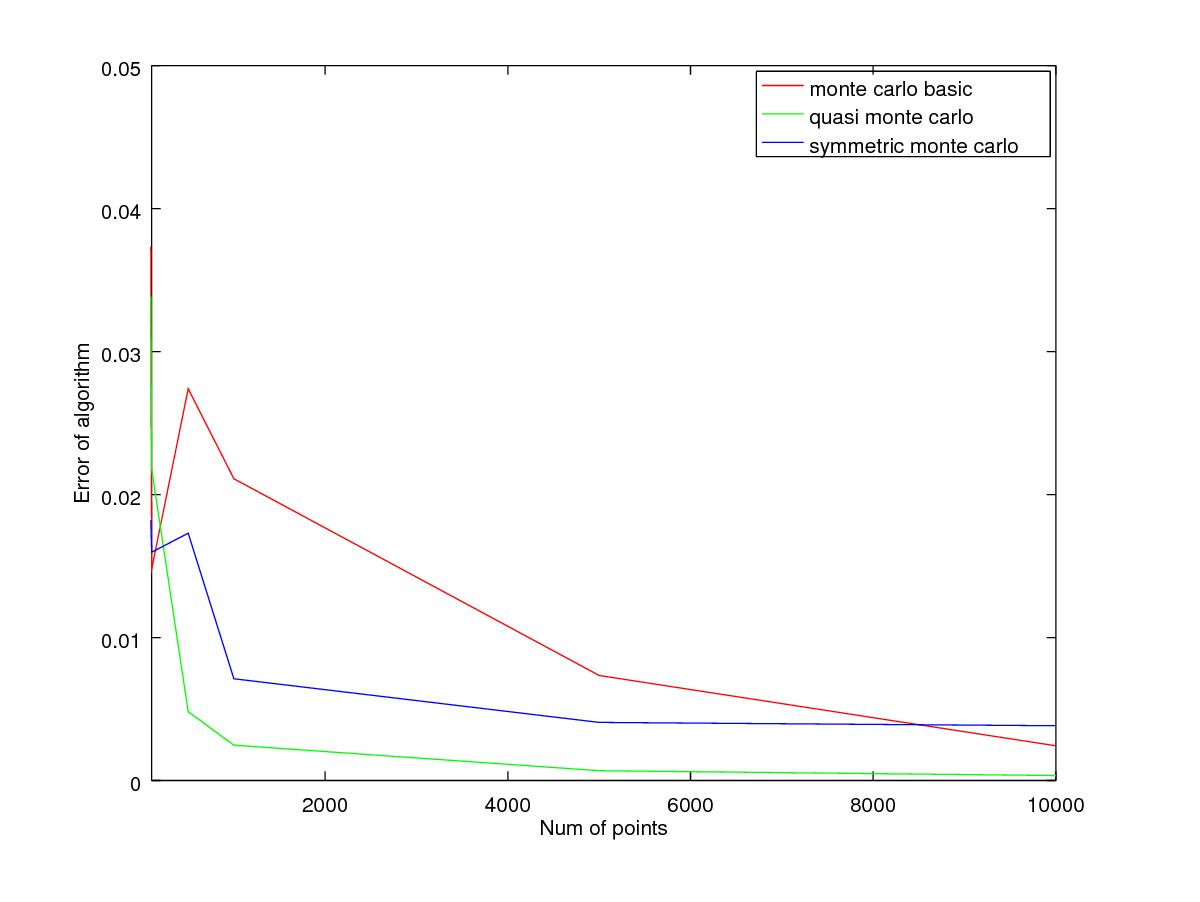 0.05
monte carlo basic
quasi monte carlo
symmetric monte carlo
0.04
0.03
Error of algorithm
0.02
0.01
0
2000 4000 6000 8000 10000
Num of points